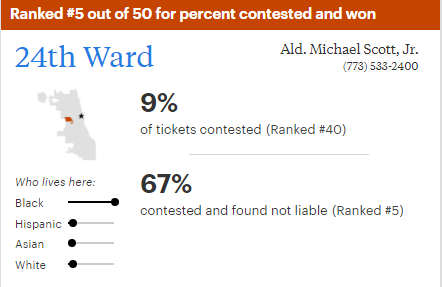 Ranked #5 out of 50 for percent contested and won
24th Ward
Ald. Michael Scott, Jr.
(773) 533-2400
9%
of tickets contested (Ranked #40)
Who lives here:
Black
Hispanic
Asian
White
67%
contested and found not liable (Ranked #5)